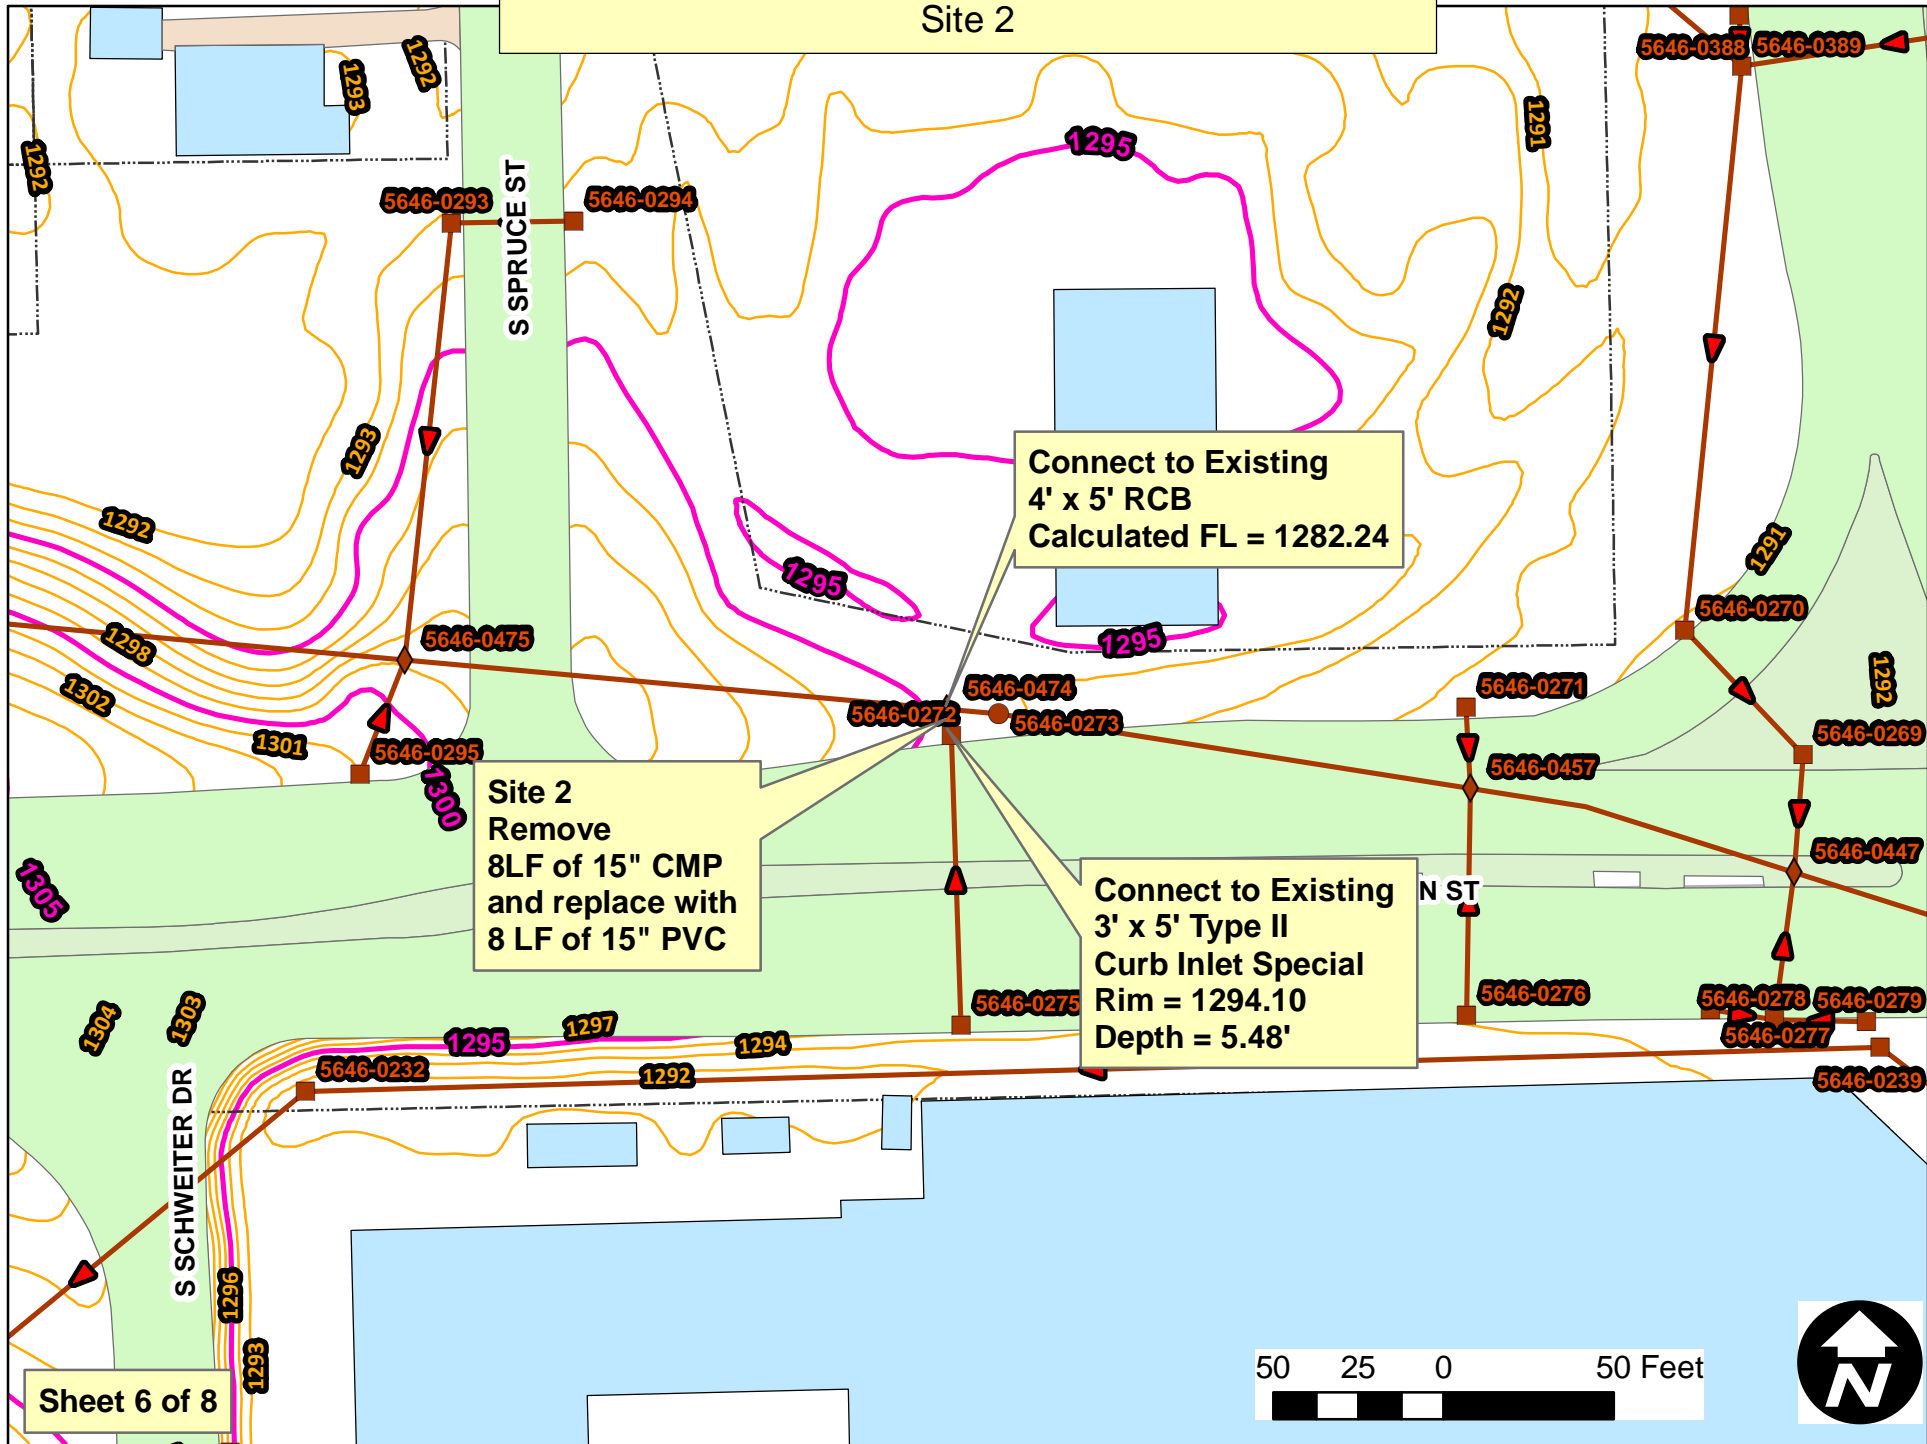 Site 2
5646-0388
5646-0389
1292
1293
1291
1292
1295
S SPRUCE ST
5646-0293
5646-0294
1292
1293
Connect to Existing
4' x 5' RCB
Calculated FL = 1282.24
1292
1291
1295
1298
5646-0475
5646-0270
1295
1302
5646-0474
5646-0271
1292
5646-0272
5646-0273
1301
5646-0295
5646-0269
5646-0457
1300
Site 2
Remove
8LF of 15" CMP
and replace with
8 LF of 15" PVC
5646-0447
1305
Connect to Existing
3' x 5' Type II
Curb Inlet Special
Rim = 1294.10
Depth = 5.48'
N ST
5646-0275
5646-0276
5646-0278
5646-0279
5646-0277
1304
1303
1295
1297
1294
5646-0232
1292
5646-0239
S SCHWEITER DR
1296
1293
Sheet 6 of 8
50 25 0 50 Feet
N